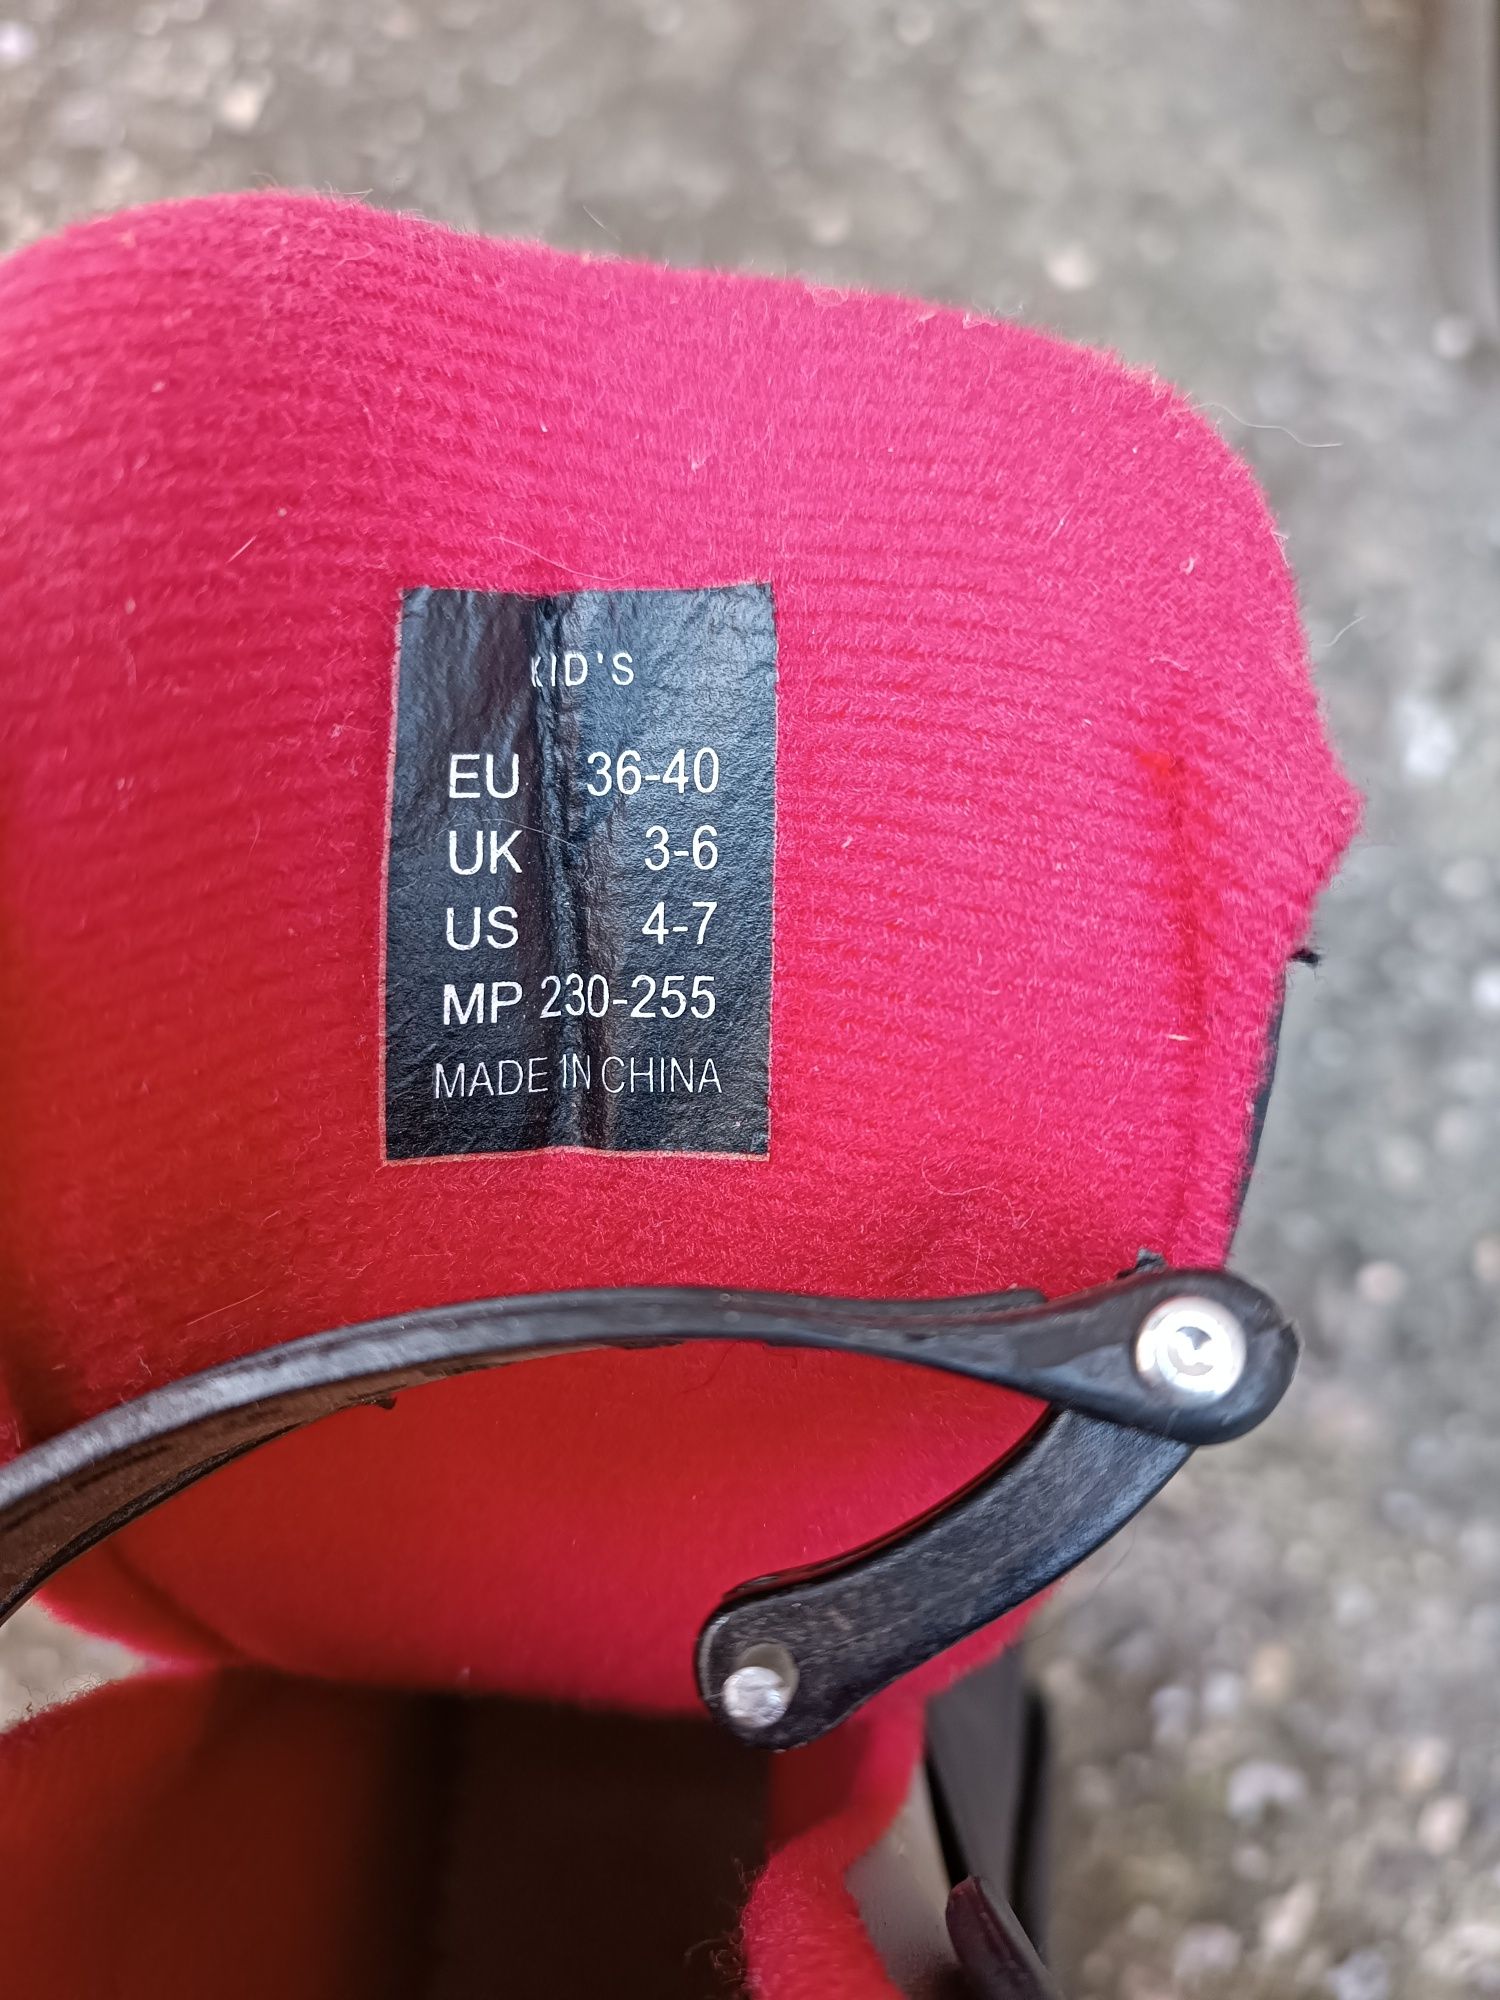 KID'S
EU 36-40
UK 3-6
US 4-7
MP 230-255
MADE IN CHINA